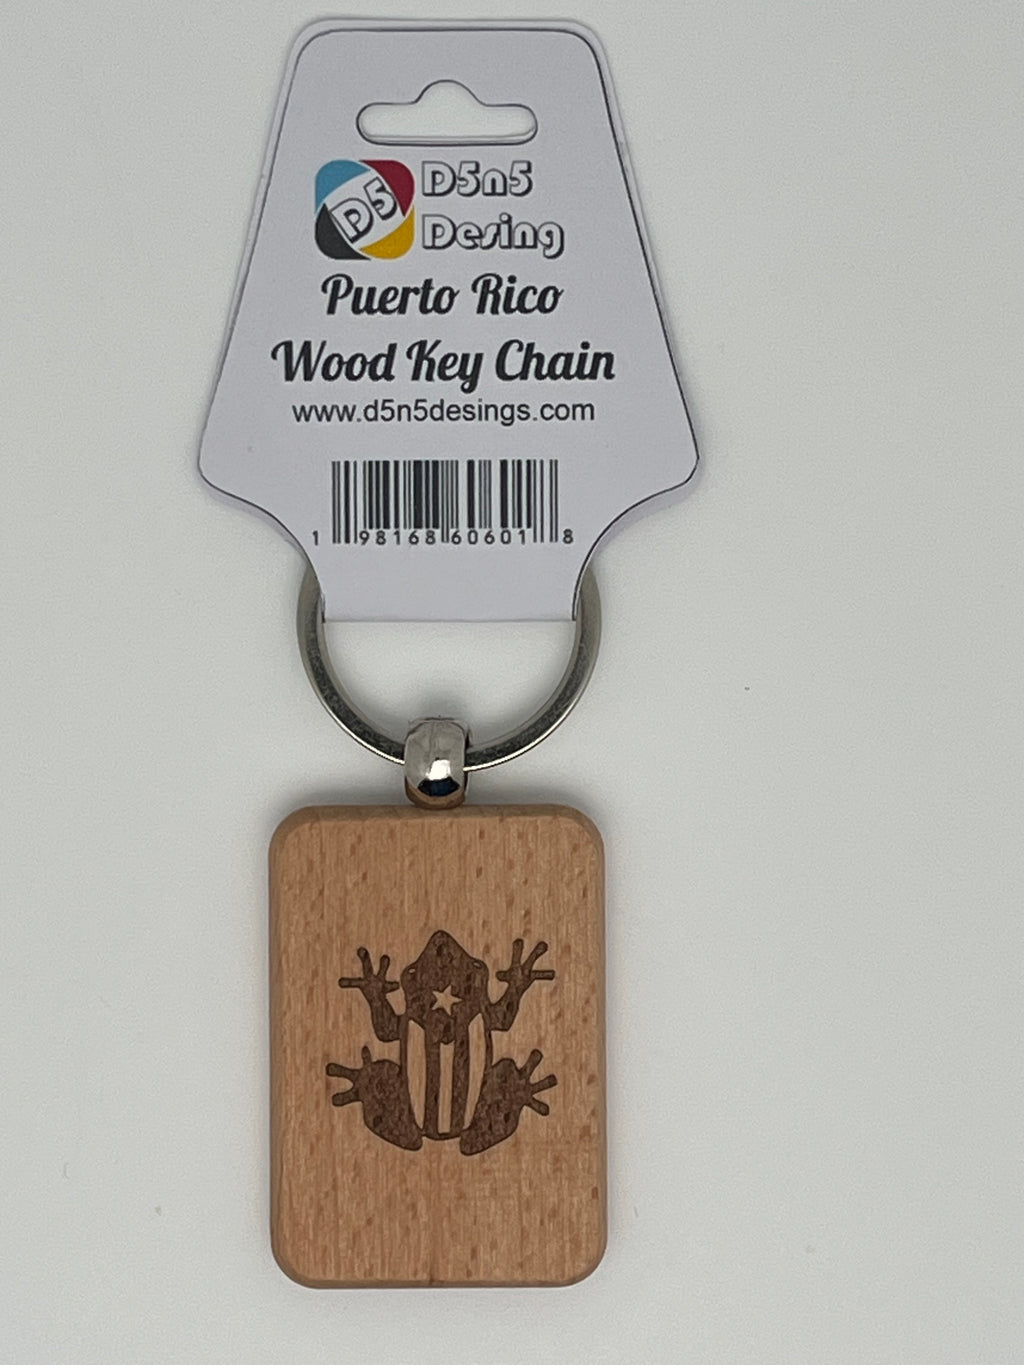 D5
D5n5
Desing
Puerto Rico
Wood Key Chain
www.d5n5desings.com
1 98168 60601 8